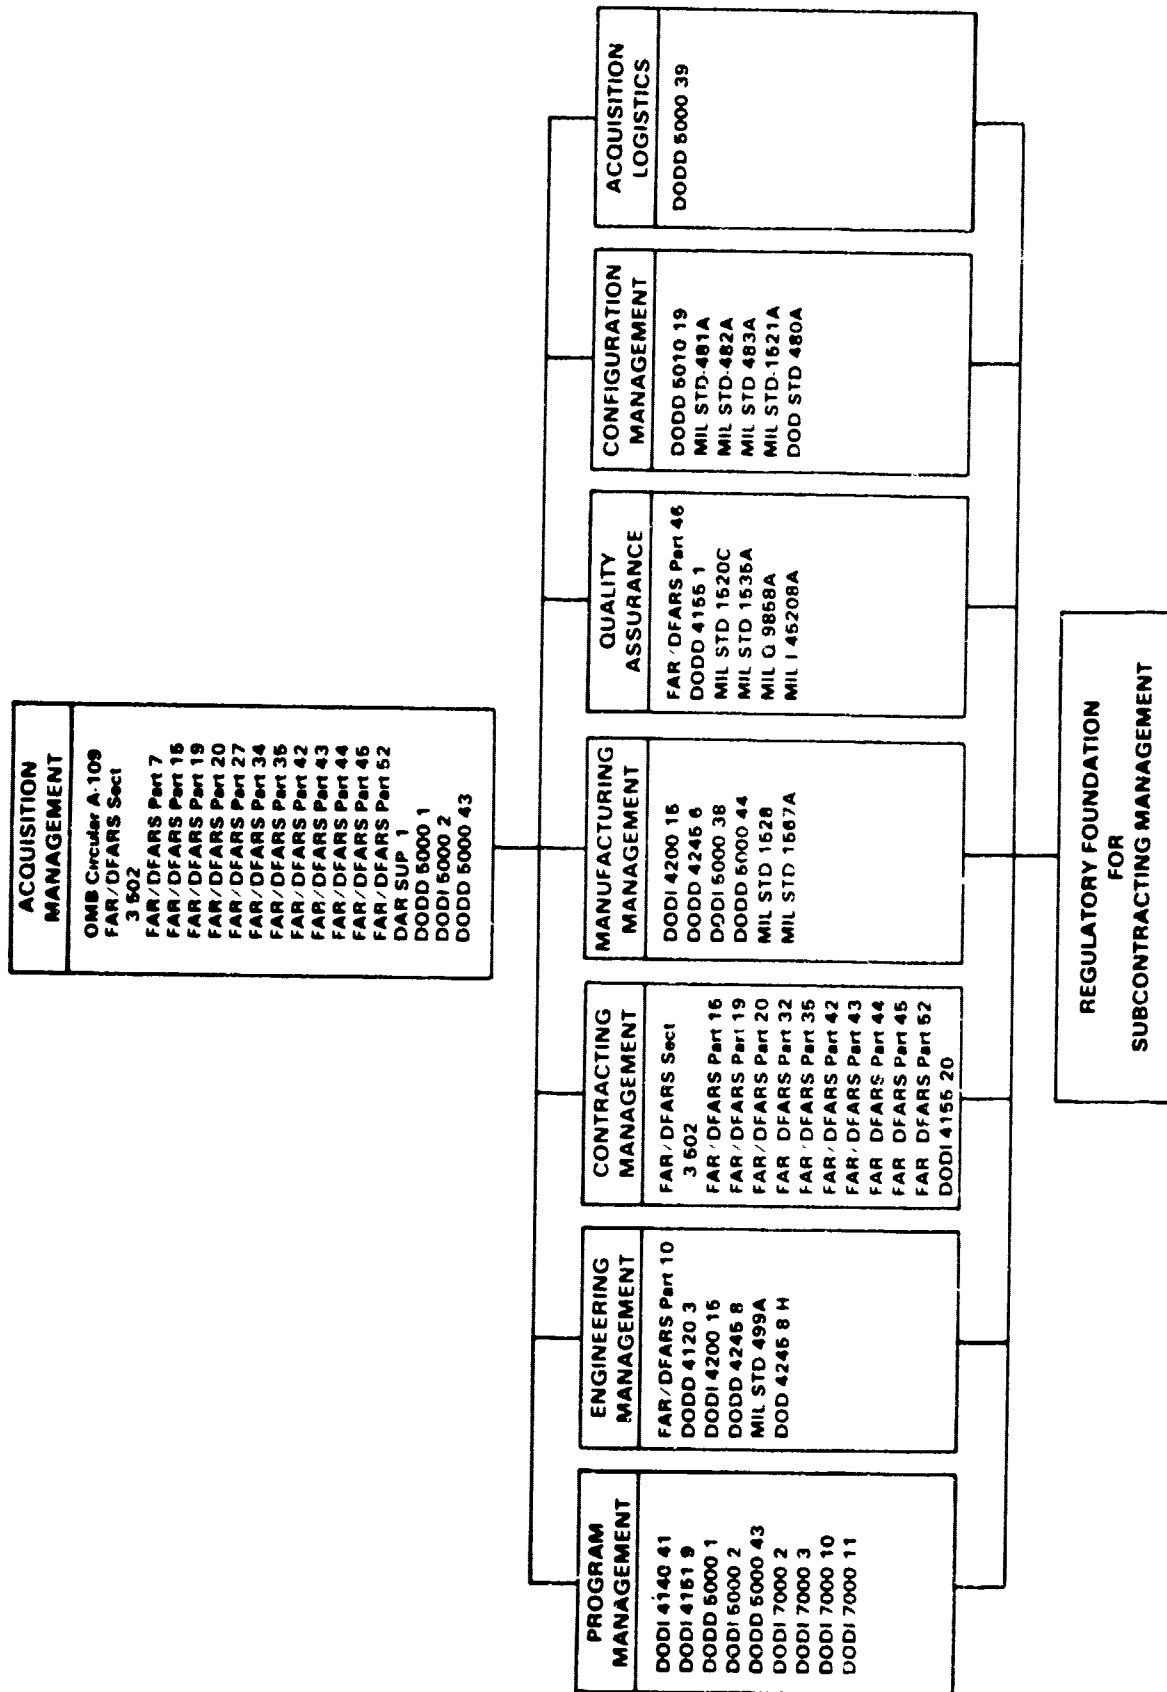 ACQUISITION
MANAGEMENT
OMB Circular A-109
FAR/DFARS Sect
3 502
FAR/DFARS Part 7
FAR/DFARS Part 15
FAR/DFARS Part 19
FAR/DFARS Part 20
FAR/DFARS Part 27
FAR/DFARS Part 34
FAR/DFARS Part 35
FAR/DFARS Part 42
FAR/DFARS Part 43
FAR/DFARS Part 44
FAR/DFARS Part 45
FAR/DFARS Part 52
DAR SUP 1
DODD 5000 1
DODI 5000 2
DODD 5000 43
PROGRAM
MANAGEMENT
DODI 4140 41
DODI 4151 9
DODD 5000 1
DODI 5000 2
DODD 5000 43
DODI 7000 2
DODI 7000 3
DODI 7000 10
DODI 7000 11
ENGINEERING
MANAGEMENT
FAR/DFARS Part 10
DODD 4120 3
DODI 4200 15
DODD 4245 8
MIL STD 499A
DOD 4245 8 H
CONTRACTING
MANAGEMENT
FAR/DFARS Sect
3 502
FAR/DFARS Part 15
FAR/DFARS Part 19
FAR/DFARS Part 20
FAR DFARS Part 32
FAR/DFARS Part 35
FAR/DFARS Part 42
FAR/DFARS Part 43
FAR DFARS Part 44
FAR DFARS Part 45
FAR DFARS Part 52
DODI 4155 20
MANUFACTURING
MANAGEMENT
DODI 4200 15
DODD 4245 6
DODI 5000 38
DODD 5000 44
MIL STD 1528
MIL STD 1567A
QUALITY
ASSURANCE
FAR/DFARS Part 46
DODD 4155 1
MIL STD 1520C
MIL STD 1535A
MIL Q 9858A
MIL I 45208A
CONFIGURATION
MANAGEMENT
DODD 5010 19
MIL STD-481A
MIL STD-482A
MIL STD 483A
MIL STD-1521A
DOD STD 480A
ACQUISITION
LOGISTICS
DODD 5000 39
REGULATORY FOUNDATION
FOR
SUBCONTRACTING MANAGEMENT